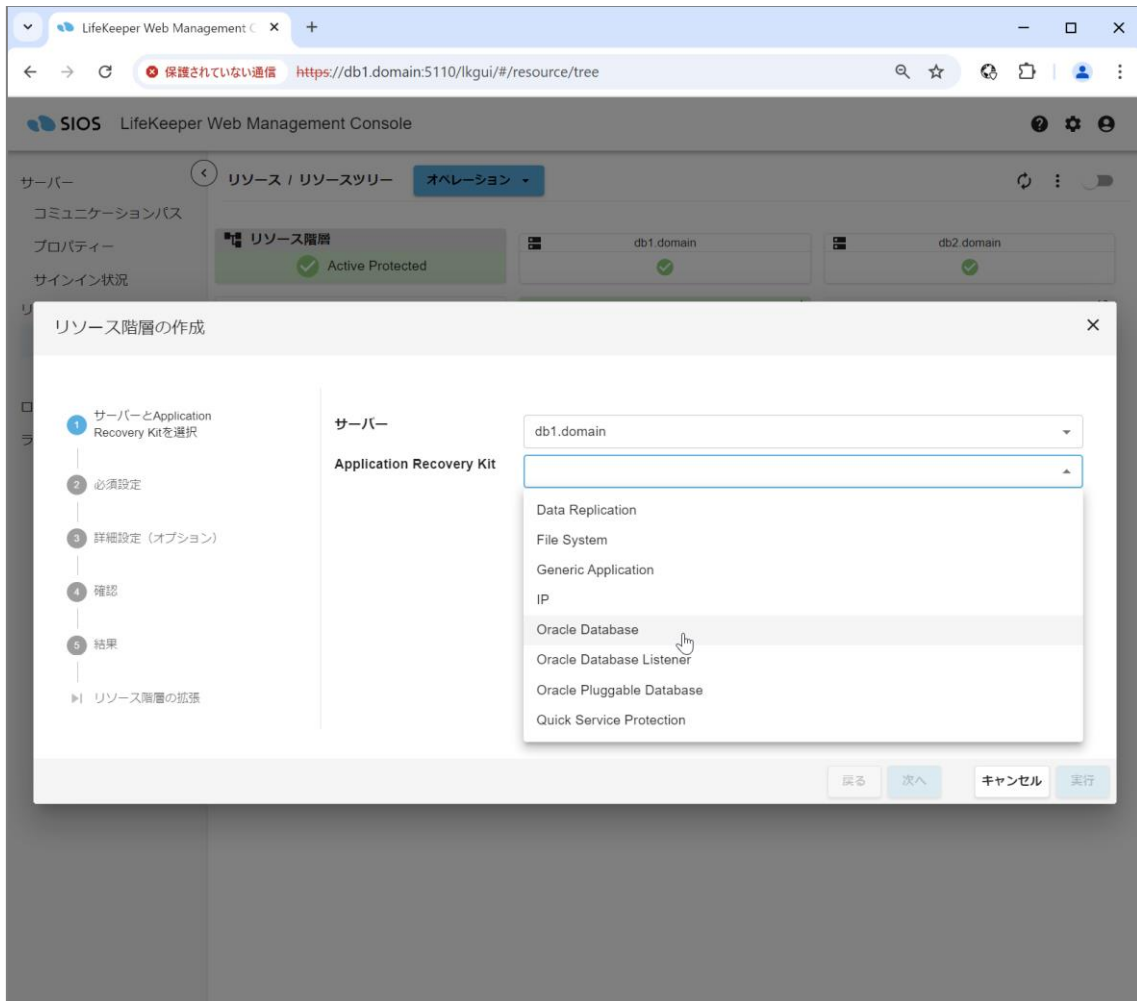 LifeKeeper Web Management C
保護されていない通信 https://db1.domain:5110/lkgui/#/resource/tree
SIOS LifeKeeper Web Management Console
サーバー
コミュニケーションパス
プロパティー
サインイン状況
リ
ロ
ラ
リソース / リソースツリー オペレーション
リソース階層
Active Protected
db1.domain
db2.domain
リソース階層の作成
1 サーバーとApplication
Recovery Kitを選択
2 必須設定
3 詳細設定（オプション）
4 確認
5 結果
リソース階層の拡張
サーバー
db1.domain
Application Recovery Kit
Data Replication
File System
Generic Application
IP
Oracle Database
Oracle Database Listener
Oracle Pluggable Database
Quick Service Protection
戻る 次へ キャンセル 実行